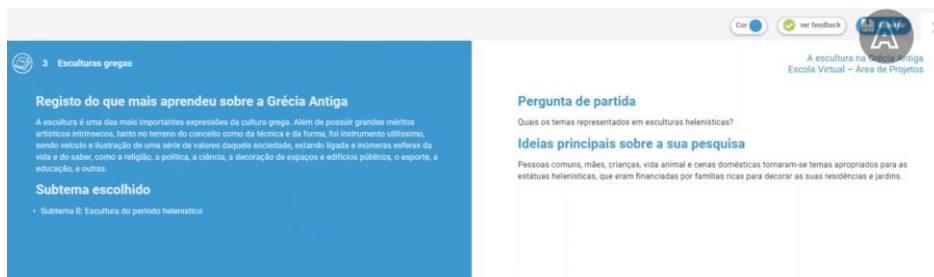 Cor
ver feedback
A
3 Esculturas gregas
A escultura na Grécia Antiga
Escola Virtual – Área de Projetos
Registo do que mais aprendeu sobre a Grécia Antiga
A escultura é uma das mais importantes expressões da cultura grega. Além de possuir grandes méritos
artísticos intrínsecos, tanto no terreno do conceito como da técnica e da forma, foi instrumento utilíssimo,
sendo veículo e ilustração de uma série de valores daquela sociedade, estando ligada a inúmeras esferas da
vida e do saber, como a religião, a política, a ciência, a decoração de espaços e edifícios públicos, o esporte, a
educação, e outras.
Subtema escolhido
• Subtema B: Escultura do período helenístico
Pergunta de partida
Quais os temas representados em esculturas helenísticas?
Ideias principais sobre a sua pesquisa
Pessoas comuns, mães, crianças, vida animal e cenas domésticas tornaram-se temas apropriados para as
estátuas helenísticas, que eram financiadas por famílias ricas para decorar as suas residências e jardins.